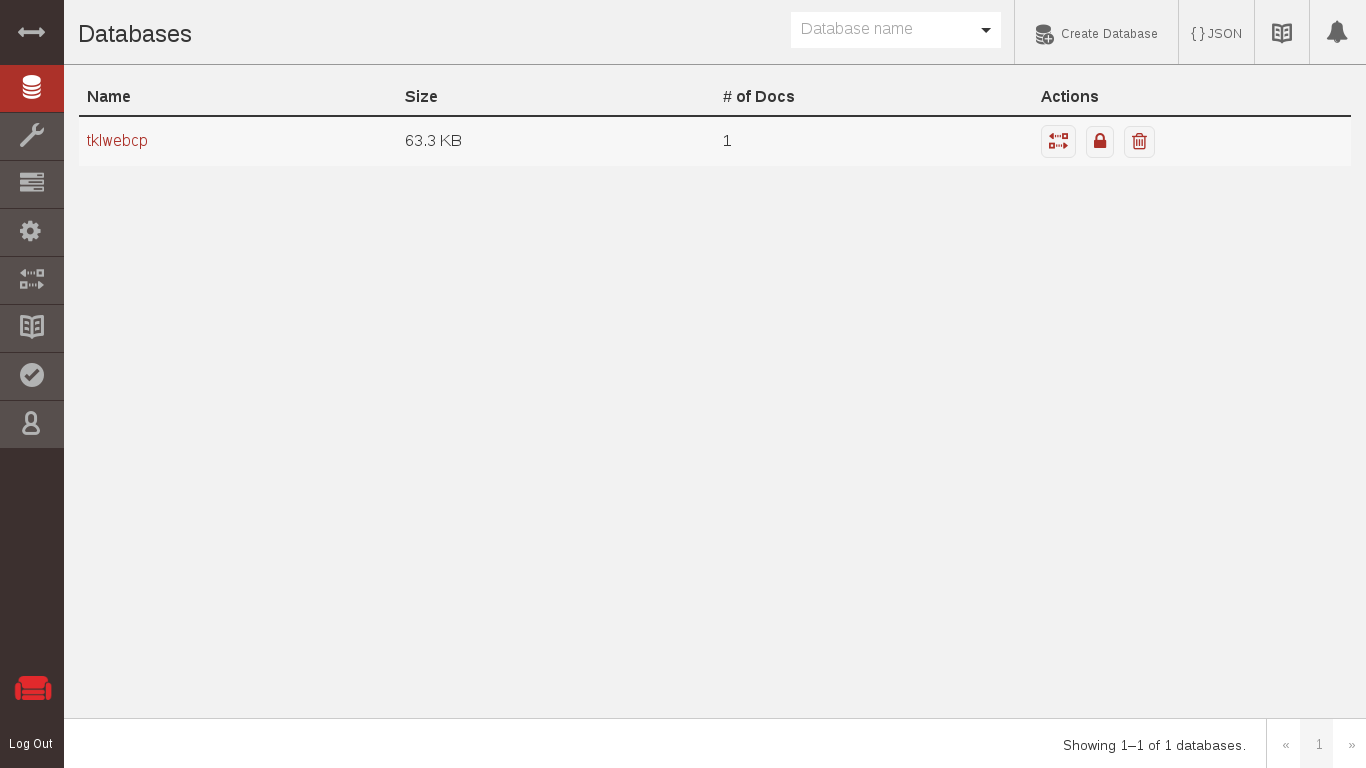 Databases
Database name
Create Database
{ } JSON
Name Size # of Docs Actions
tklwebcp 63.3 KB 1
Log Out
Showing 1–1 of 1 databases.
« 1 »